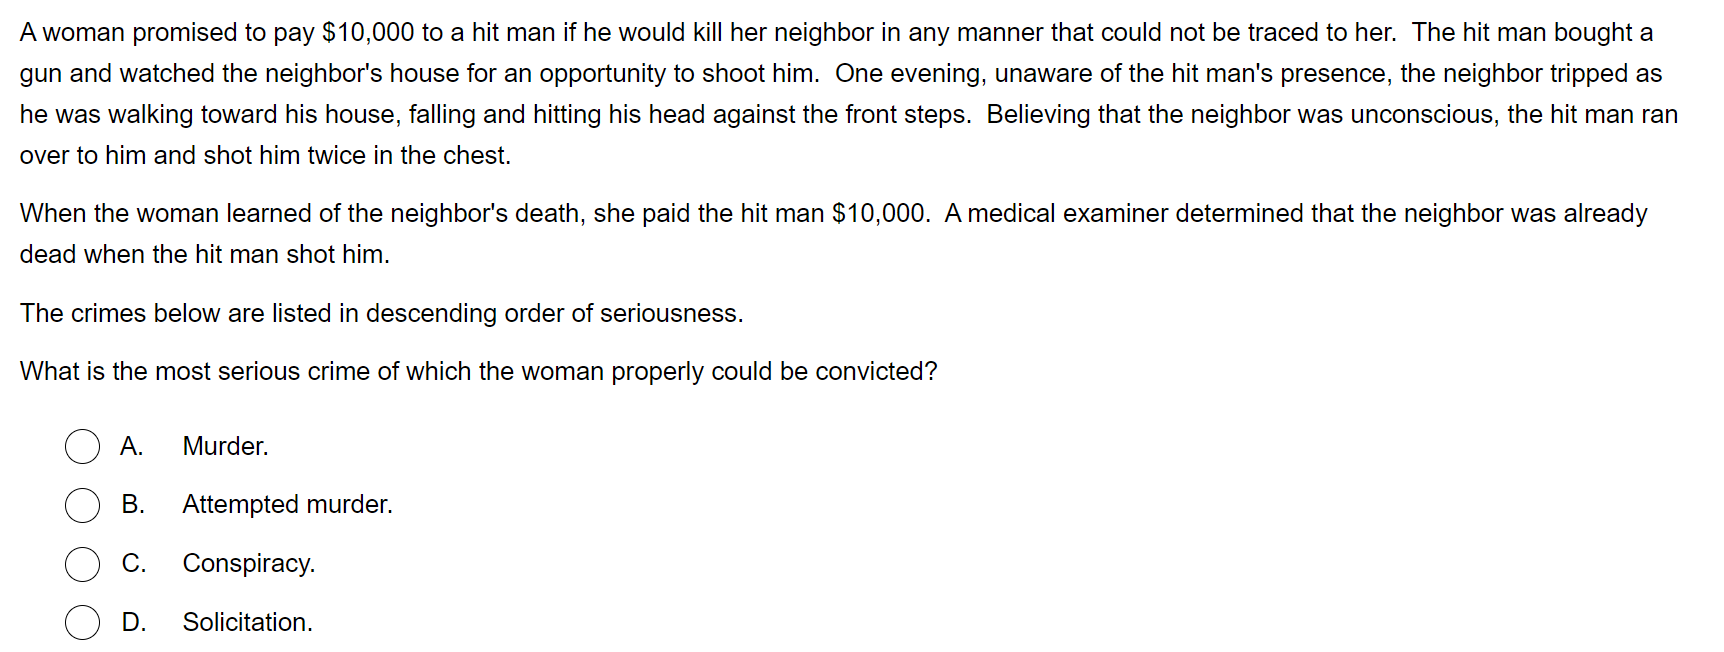 A woman promised to pay $10,000 to a hit man if he would kill her neighbor in any manner that could not be traced to her.  The hit man bought a
gun and watched the neighbor's house for an opportunity to shoot him.  One evening, unaware of the hit man's presence, the neighbor tripped as
he was walking toward his house, falling and hitting his head against the front steps.  Believing that the neighbor was unconscious, the hit man ran
over to him and shot him twice in the chest.
When the woman learned of the neighbor's death, she paid the hit man $10,000.  A medical examiner determined that the neighbor was already
dead when the hit man shot him.
The crimes below are listed in descending order of seriousness.
What is the most serious crime of which the woman properly could be convicted?
A. Murder.
B. Attempted murder.
C. Conspiracy.
D. Solicitation.